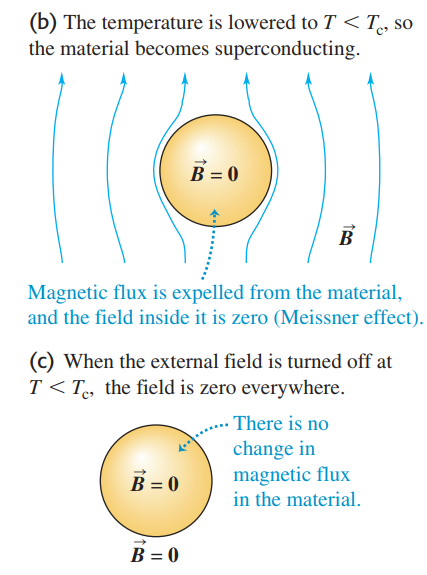 (b) The temperature is lowered to T < Tc, so
the material becomes superconducting.
B⃗ = 0
B⃗
Magnetic flux is expelled from the material,
and the field inside it is zero (Meissner effect).
(c) When the external field is turned off at
T < Tc, the field is zero everywhere.
There is no
change in
magnetic flux
in the material.
B⃗ = 0
B⃗ = 0